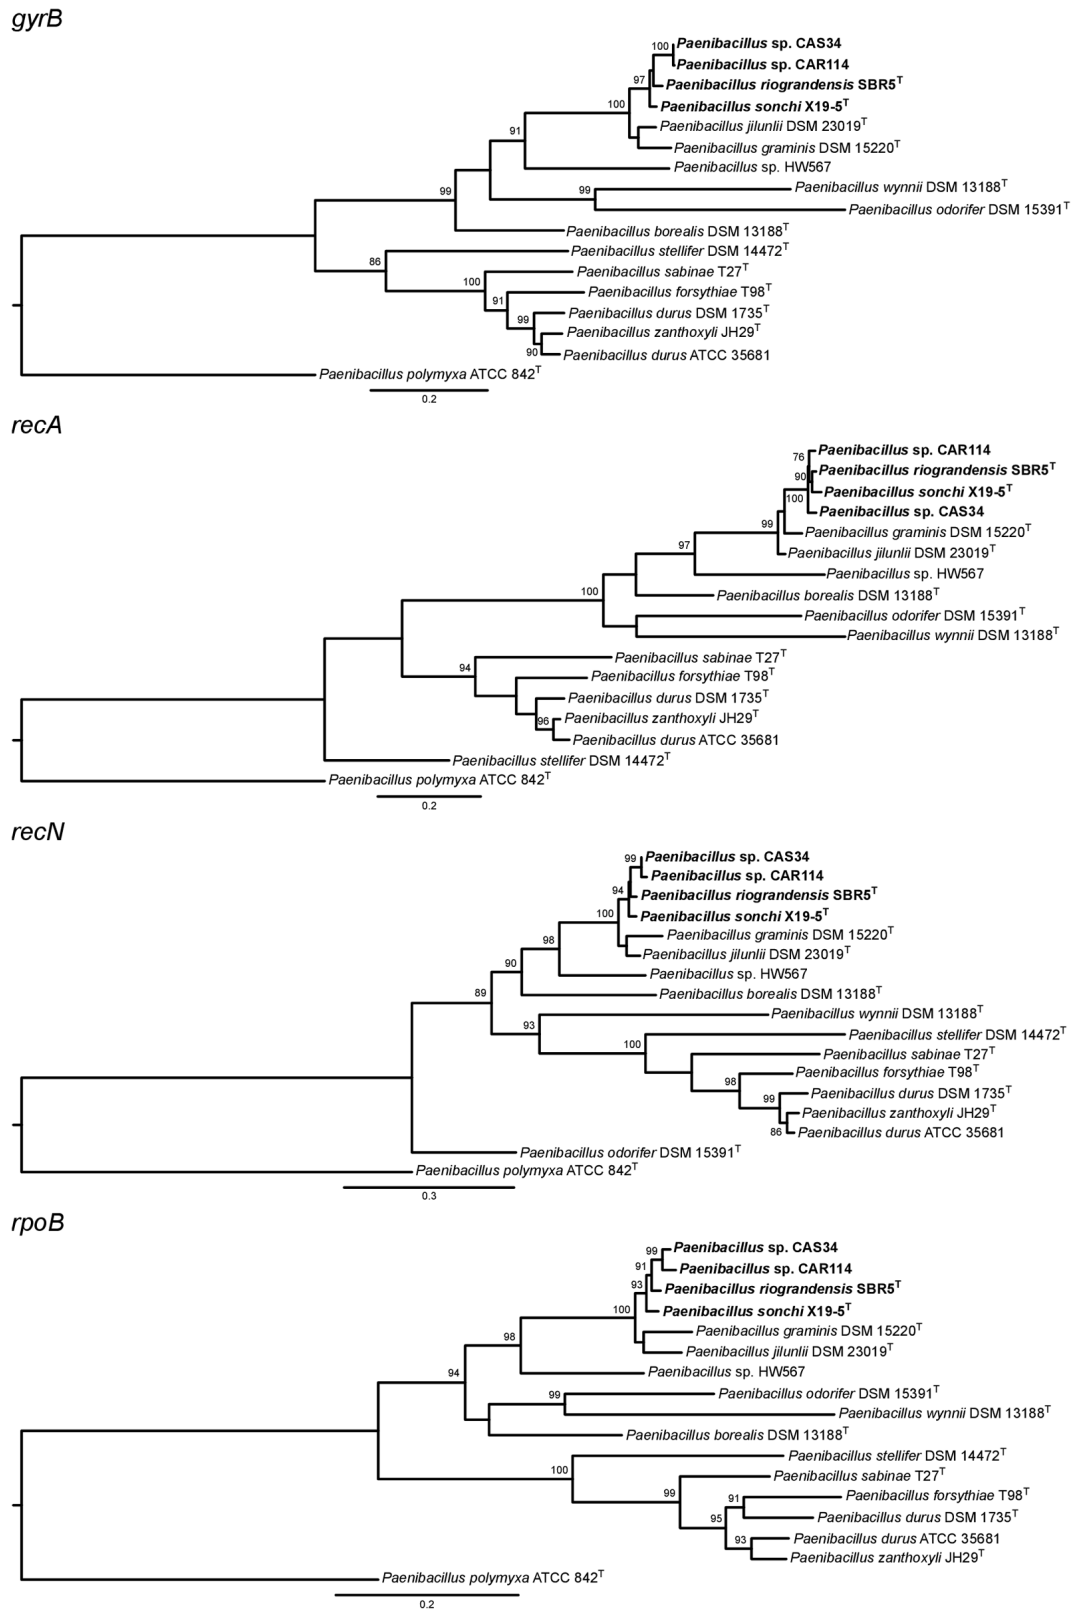 gyrB
100
Paenibacillus sp. CAS34
Paenibacillus sp. CAR114
97
Paenibacillus riograndensis SBR5ᵀ
100
Paenibacillus sonchi X19-5ᵀ
91
Paenibacillus jilunlii DSM 23019ᵀ
Paenibacillus graminis DSM 15220ᵀ
Paenibacillus sp. HW567
99
99
Paenibacillus wynnii DSM 13188ᵀ
Paenibacillus odorifer DSM 15391ᵀ
Paenibacillus borealis DSM 13188ᵀ
86
Paenibacillus stellifer DSM 14472ᵀ
100
Paenibacillus sabinae T27ᵀ
91
Paenibacillus forsythiae T98ᵀ
99
Paenibacillus durus DSM 1735ᵀ
Paenibacillus zanthoxyli JH29ᵀ
90
Paenibacillus durus ATCC 35681
Paenibacillus polymyxa ATCC 842ᵀ
0.2
recA
76
Paenibacillus sp. CAR114
90
Paenibacillus riograndensis SBR5ᵀ
100
Paenibacillus sonchi X19-5ᵀ
Paenibacillus sp. CAS34
99
Paenibacillus graminis DSM 15220ᵀ
97
Paenibacillus jilunlii DSM 23019ᵀ
Paenibacillus sp. HW567
100
Paenibacillus borealis DSM 13188ᵀ
Paenibacillus odorifer DSM 15391ᵀ
Paenibacillus wynnii DSM 13188ᵀ
94
Paenibacillus sabinae T27ᵀ
Paenibacillus forsythiae T98ᵀ
Paenibacillus durus DSM 1735ᵀ
96
Paenibacillus zanthoxyli JH29ᵀ
Paenibacillus durus ATCC 35681
Paenibacillus stellifer DSM 14472ᵀ
Paenibacillus polymyxa ATCC 842ᵀ
0.2
recN
99
Paenibacillus sp. CAS34
Paenibacillus sp. CAR114
94
Paenibacillus riograndensis SBR5ᵀ
100
Paenibacillus sonchi X19-5ᵀ
98
Paenibacillus graminis DSM 15220ᵀ
Paenibacillus jilunlii DSM 23019ᵀ
90
Paenibacillus sp. HW567
89
Paenibacillus borealis DSM 13188ᵀ
93
Paenibacillus wynnii DSM 13188ᵀ
100
Paenibacillus stellifer DSM 14472ᵀ
Paenibacillus sabinae T27ᵀ
98
Paenibacillus forsythiae T98ᵀ
99
Paenibacillus durus DSM 1735ᵀ
Paenibacillus zanthoxyli JH29ᵀ
86
Paenibacillus durus ATCC 35681
Paenibacillus odorifer DSM 15391ᵀ
Paenibacillus polymyxa ATCC 842ᵀ
0.3
rpoB
99
Paenibacillus sp. CAS34
91
Paenibacillus sp. CAR114
93
Paenibacillus riograndensis SBR5ᵀ
100
Paenibacillus sonchi X19-5ᵀ
98
Paenibacillus graminis DSM 15220ᵀ
Paenibacillus jilunlii DSM 23019ᵀ
94
Paenibacillus sp. HW567
99
Paenibacillus odorifer DSM 15391ᵀ
Paenibacillus wynnii DSM 13188ᵀ
Paenibacillus borealis DSM 13188ᵀ
100
Paenibacillus stellifer DSM 14472ᵀ
99
Paenibacillus sabinae T27ᵀ
91
Paenibacillus forsythiae T98ᵀ
95
Paenibacillus durus DSM 1735ᵀ
93
Paenibacillus durus ATCC 35681
Paenibacillus zanthoxyli JH29ᵀ
Paenibacillus polymyxa ATCC 842ᵀ
0.2